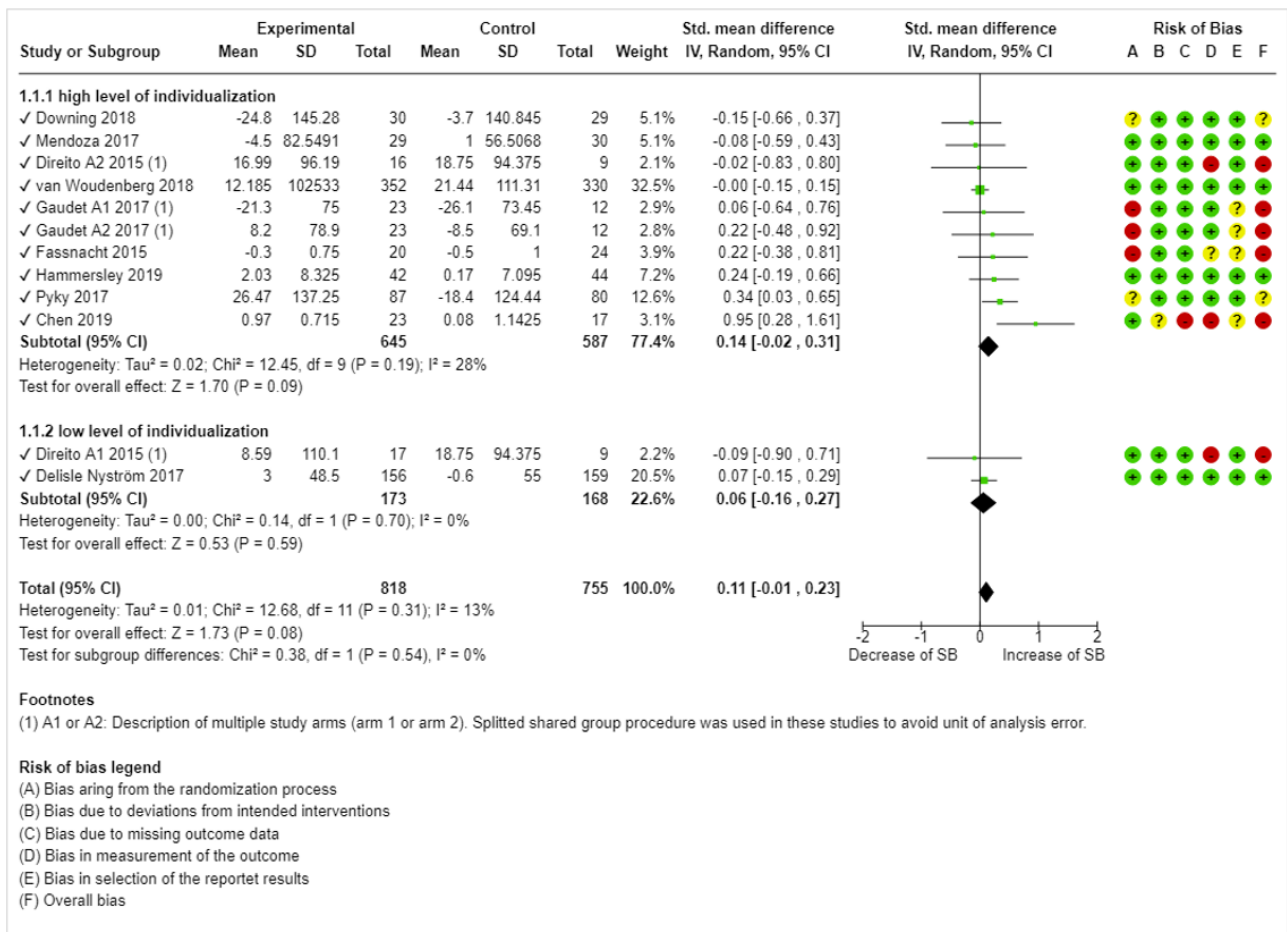 Experimental Control Std. mean difference Std. mean difference Risk of Bias
Study or Subgroup Mean SD Total Mean SD Total Weight IV, Random, 95% CI IV, Random, 95% CI A B C D E F
1.1.1 high level of individualization
✓ Downing 2018 -24.8 145.28 30 -3.7 140.845 29 5.1% -0.15 [-0.66 , 0.37] ? + + + + ?
✓ Mendoza 2017 -4.5 82.5491 29 1 56.5068 30 5.1% -0.08 [-0.59 , 0.43] + + + + + +
✓ Direito A2 2015 (1) 16.99 96.19 16 18.75 94.375 9 2.1% -0.02 [-0.83 , 0.80] + + + - + -
✓ van Woudenberg 2018 12.185 102533 352 21.44 111.31 330 32.5% -0.00 [-0.15 , 0.15] + + + + + +
✓ Gaudet A1 2017 (1) -21.3 75 23 -26.1 73.45 12 2.9% 0.06 [-0.64 , 0.76] - + + + ? -
✓ Gaudet A2 2017 (1) 8.2 78.9 23 -8.5 69.1 12 2.9% 0.22 [-0.48 , 0.92] - + + + ? -
✓ Fassnacht 2015 -0.3 0.75 20 -0.5 1 24 3.9% 0.22 [-0.38 , 0.81] - + + ? ? -
✓ Hammersley 2019 2.03 8.325 42 0.17 7.095 44 7.2% 0.24 [-0.19 , 0.66] + + + + + +
✓ Pyky 2017 26.47 137.25 87 -18.4 124.44 80 12.6% 0.34 [0.03 , 0.65] ? + + + + ?
✓ Chen 2019 0.97 0.715 23 0.08 1.1425 17 3.1% 0.95 [0.28 , 1.61] + ? - - ? -
Subtotal (95% CI) 645 587 77.4% 0.14 [-0.02 , 0.31]
Heterogeneity: Tau² = 0.02; Chi² = 12.45, df = 9 (P = 0.19); I² = 28%
Test for overall effect: Z = 1.70 (P = 0.09)
1.1.2 low level of individualization
✓ Direito A1 2015 (1) 8.59 110.1 17 18.75 94.375 9 2.2% -0.09 [-0.90 , 0.71] + + + - + -
✓ Delisle Nyström 2017 3 48.5 156 -0.6 55 159 20.5% 0.07 [-0.15 , 0.29] + + + + + +
Subtotal (95% CI) 173 168 22.6% 0.06 [-0.16 , 0.27]
Heterogeneity: Tau² = 0.00; Chi² = 0.14, df = 1 (P = 0.70); I² = 0%
Test for overall effect: Z = 0.53 (P = 0.59)
Total (95% CI) 818 755 100.0% 0.11 [-0.01 , 0.23]
Heterogeneity: Tau² = 0.01; Chi² = 12.68, df = 11 (P = 0.31); I² = 13%
Test for overall effect: Z = 1.73 (P = 0.08)
Test for subgroup differences: Chi² = 0.38, df = 1 (P = 0.54), I² = 0%
-2 -1 0 1 2
Decrease of SB Increase of SB
Footnotes
(1) A1 or A2: Description of multiple study arms (arm 1 or arm 2). Splitted shared group procedure was used in these studies to avoid unit of analysis error.
Risk of bias legend
(A) Bias aring from the randomization process
(B) Bias due to deviations from intended interventions
(C) Bias due to missing outcome data
(D) Bias in measurement of the outcome
(E) Bias in selection of the reportet results
(F) Overall bias